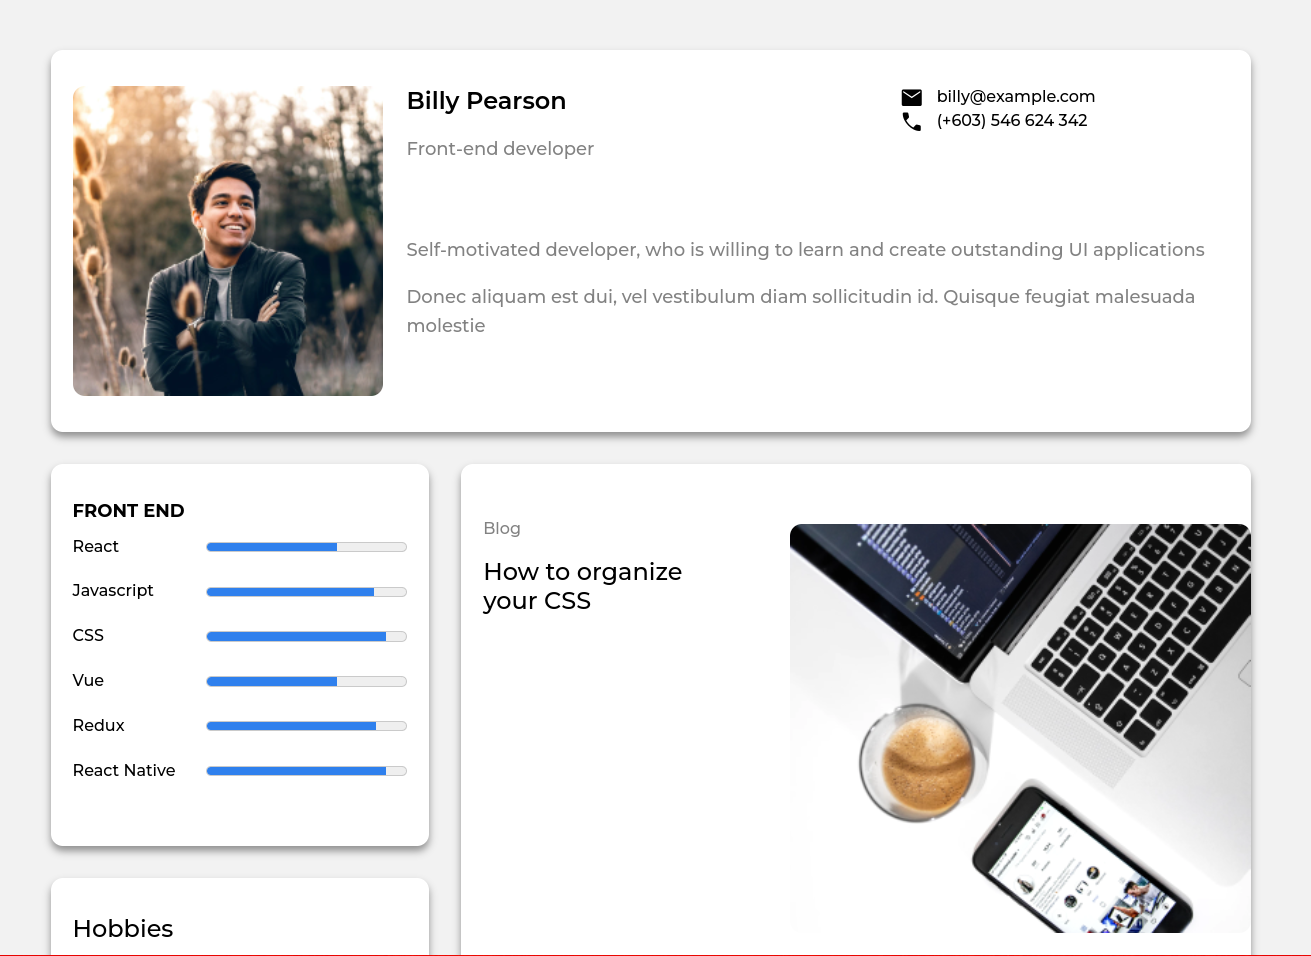 Billy Pearson
Front-end developer
billy@example.com
(+603) 546 624 342
Self-motivated developer, who is willing to learn and create outstanding UI applications
Donec aliquam est dui, vel vestibulum diam sollicitudin id. Quisque feugiat malesuada
molestie
FRONT END
React
Javascript
CSS
Vue
Redux
React Native
Hobbies
Blog
How to organize
your CSS